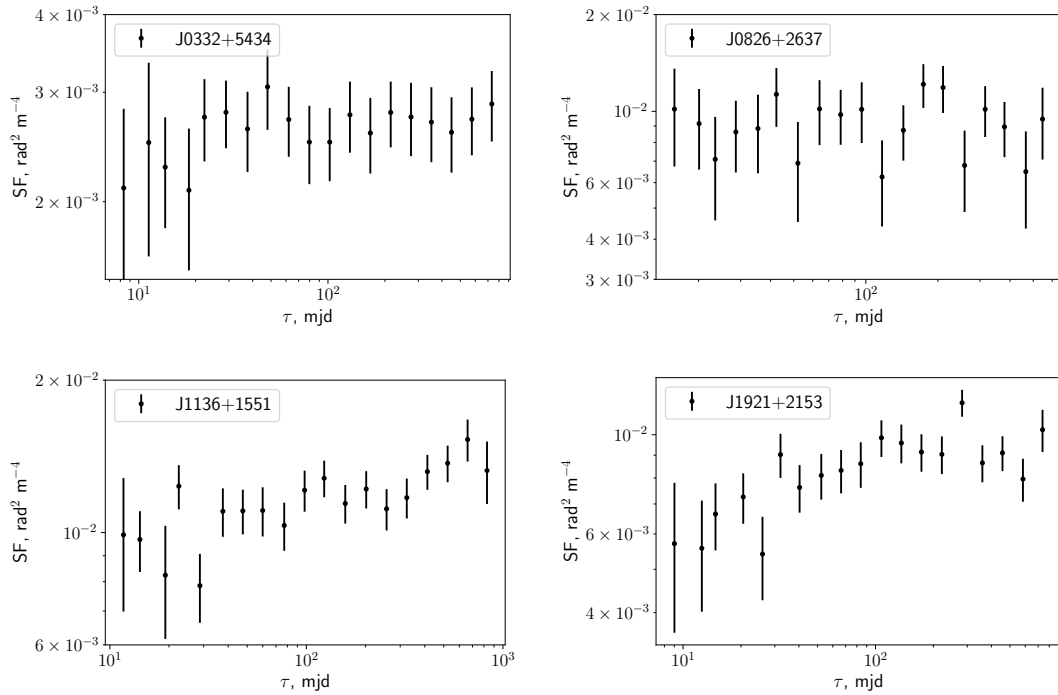 J0332+5434
4 × 10⁻³
3 × 10⁻³
2 × 10⁻³
SF, rad² m⁻⁴
10¹
10²
τ, mjd
J0826+2637
2 × 10⁻²
10⁻²
6 × 10⁻³
4 × 10⁻³
3 × 10⁻³
SF, rad² m⁻⁴
10²
τ, mjd
J1136+1551
2 × 10⁻²
10⁻²
6 × 10⁻³
SF, rad² m⁻⁴
10¹
10²
10³
τ, mjd
J1921+2153
10⁻²
6 × 10⁻³
4 × 10⁻³
SF, rad² m⁻⁴
10¹
10²
τ, mjd